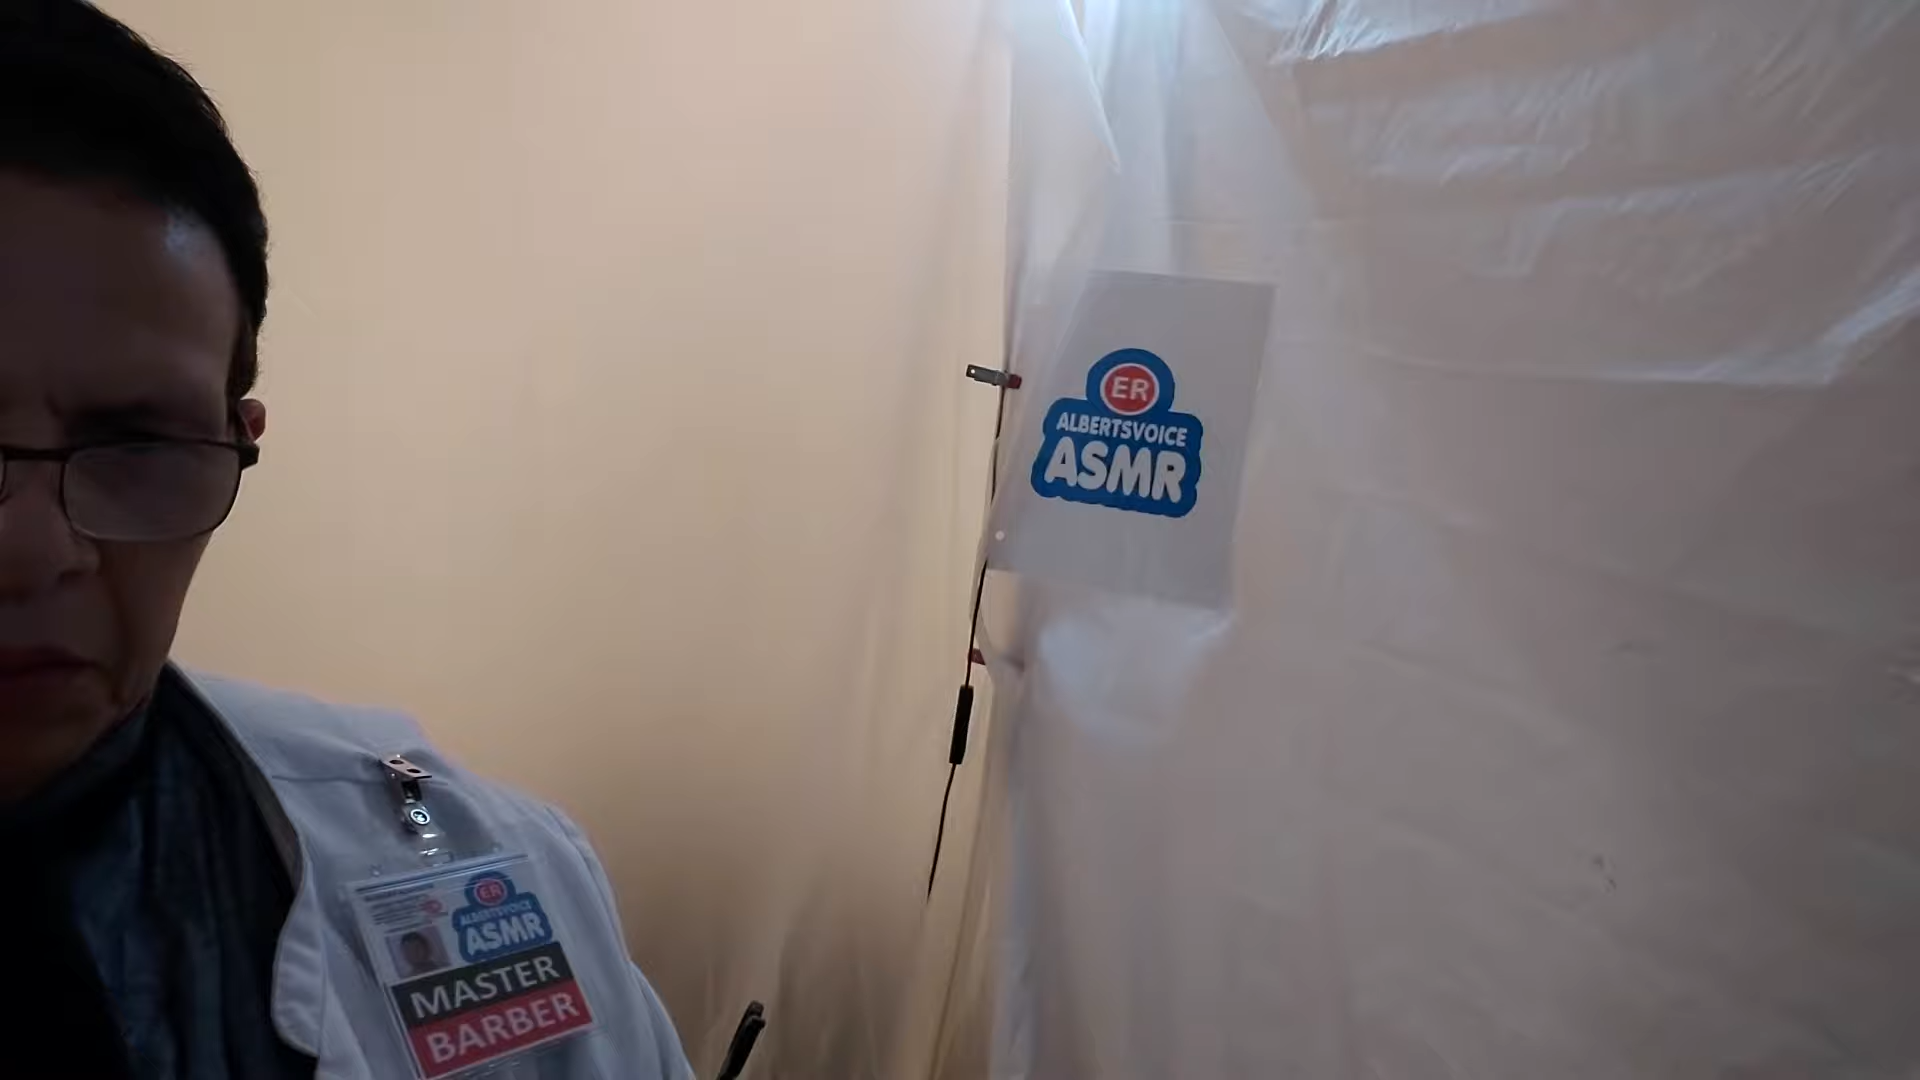 ER
ALBERTSVOICE
ASMR
ER
ALBERTSVOICE
ASMR
MASTER
BARBER